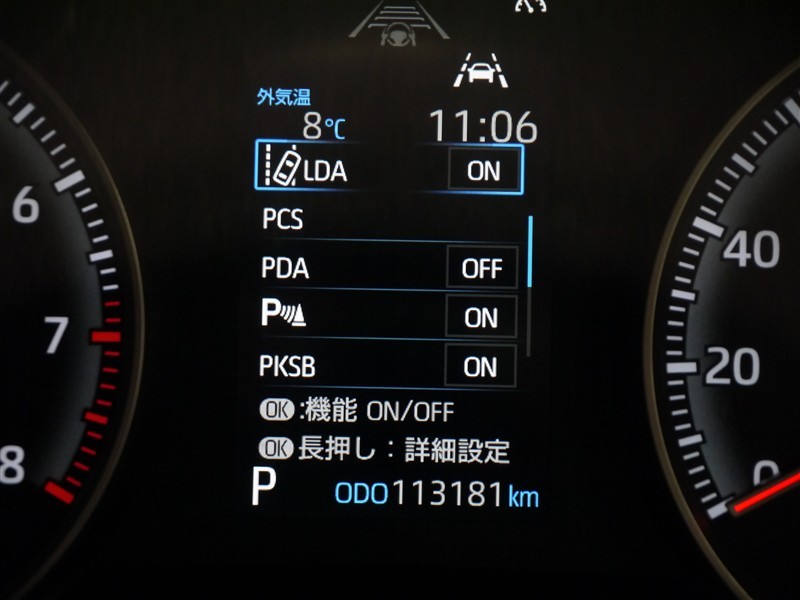 外気温
8℃ 11:06
LDA ON
PCS
PDA OFF
P ON
PKSB ON
OK:機能 ON/OFF
OK長押し:詳細設定
P ODO113181km
6
7
8
40
20
0